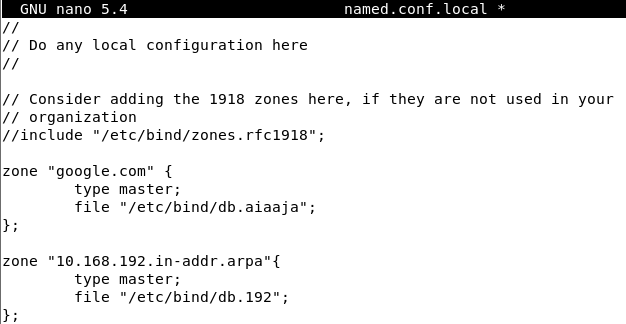 GNU nano 5.4 named.conf.local *
//
// Do any local configuration here
//
// Consider adding the 1918 zones here, if they are not used in your
// organization
//include "/etc/bind/zones.rfc1918";
zone "google.com" {
type master;
file "/etc/bind/db.aiaaja";
};
zone "10.168.192.in-addr.arpa"{
type master;
file "/etc/bind/db.192";
};